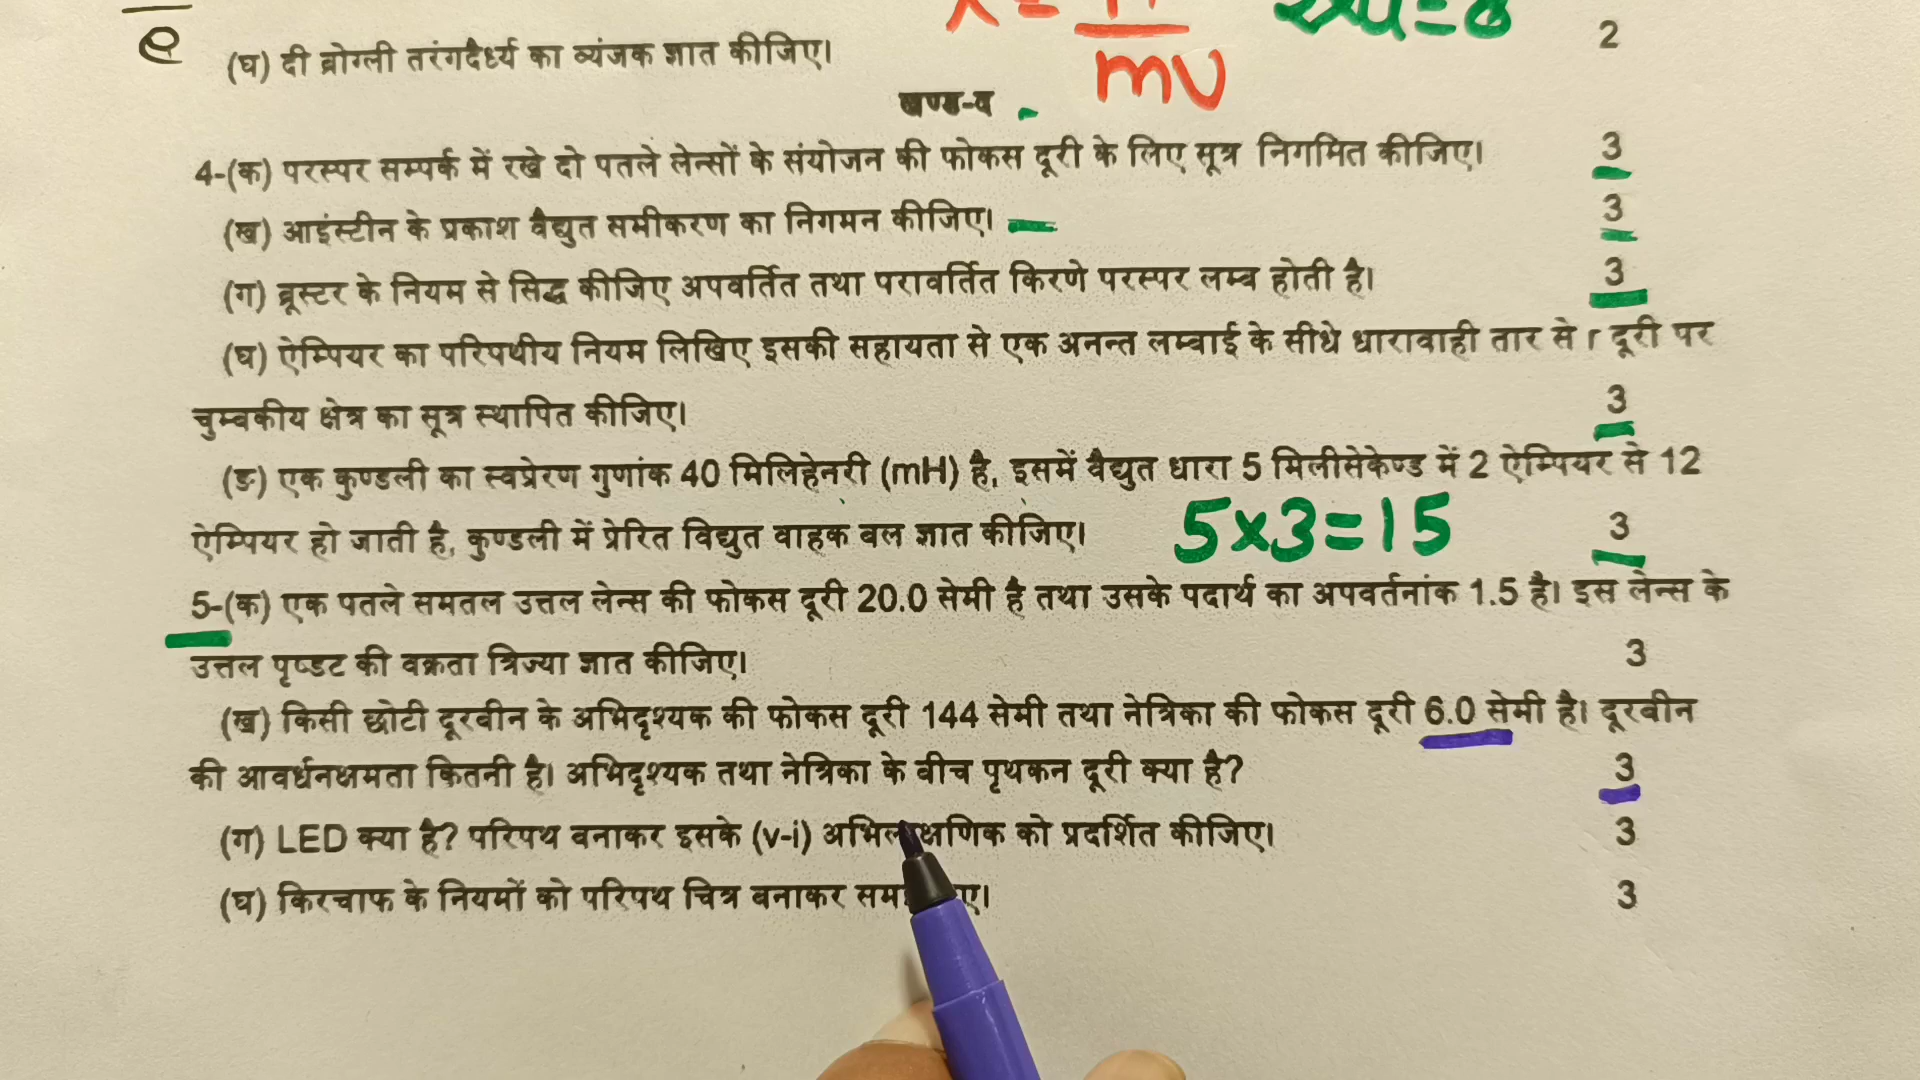 e
(घ) दी ब्रोग्ली तरंगदैर्ध्य का व्यंजक ज्ञात कीजिए। 2
mv
खण्ड-व
4-(क) परस्पर सम्पर्क में रखे दो पतले लेन्सों के संयोजन की फोकस दूरी के लिए सूत्र निगमित कीजिए। 3
(ख) आइंस्टीन के प्रकाश वैद्युत समीकरण का निगमन कीजिए। 3
(ग) ब्रूस्टर के नियम से सिद्ध कीजिए अपवर्तित तथा परावर्तित किरणे परस्पर लम्ब होती है। 3
(घ) ऐम्पियर का परिपथीय नियम लिखिए इसकी सहायता से एक अनन्त लम्बाई के सीधे धारावाही तार से r दूरी पर
चुम्बकीय क्षेत्र का सूत्र स्थापित कीजिए। 3
(ङ) एक कुण्डली का स्वप्रेरण गुणांक 40 मिलिहेनरी (mH) है, इसमें वैद्युत धारा 5 मिलीसेकेण्ड में 2 ऐम्पियर से 12
ऐम्पियर हो जाती है, कुण्डली में प्रेरित विद्युत वाहक बल ज्ञात कीजिए। 5×3=15 3
5-(क) एक पतले समतल उत्तल लेन्स की फोकस दूरी 20.0 सेमी है तथा उसके पदार्थ का अपवर्तनांक 1.5 है। इस लेन्स के
उत्तल पृष्डट की वक्रता त्रिज्या ज्ञात कीजिए। 3
(ख) किसी छोटी दूरबीन के अभिदृश्यक की फोकस दूरी 144 सेमी तथा नेत्रिका की फोकस दूरी 6.0 सेमी है। दूरबीन
की आवर्धनक्षमता कितनी है। अभिदृश्यक तथा नेत्रिका के बीच पृथकन दूरी क्या है? 3
(ग) LED क्या है? परिपथ बनाकर इसके (v-i) को प्रदर्शित कीजिए। 3
(घ) किरचाफ के नियमों को परिपथ चित्र बनाकर 3